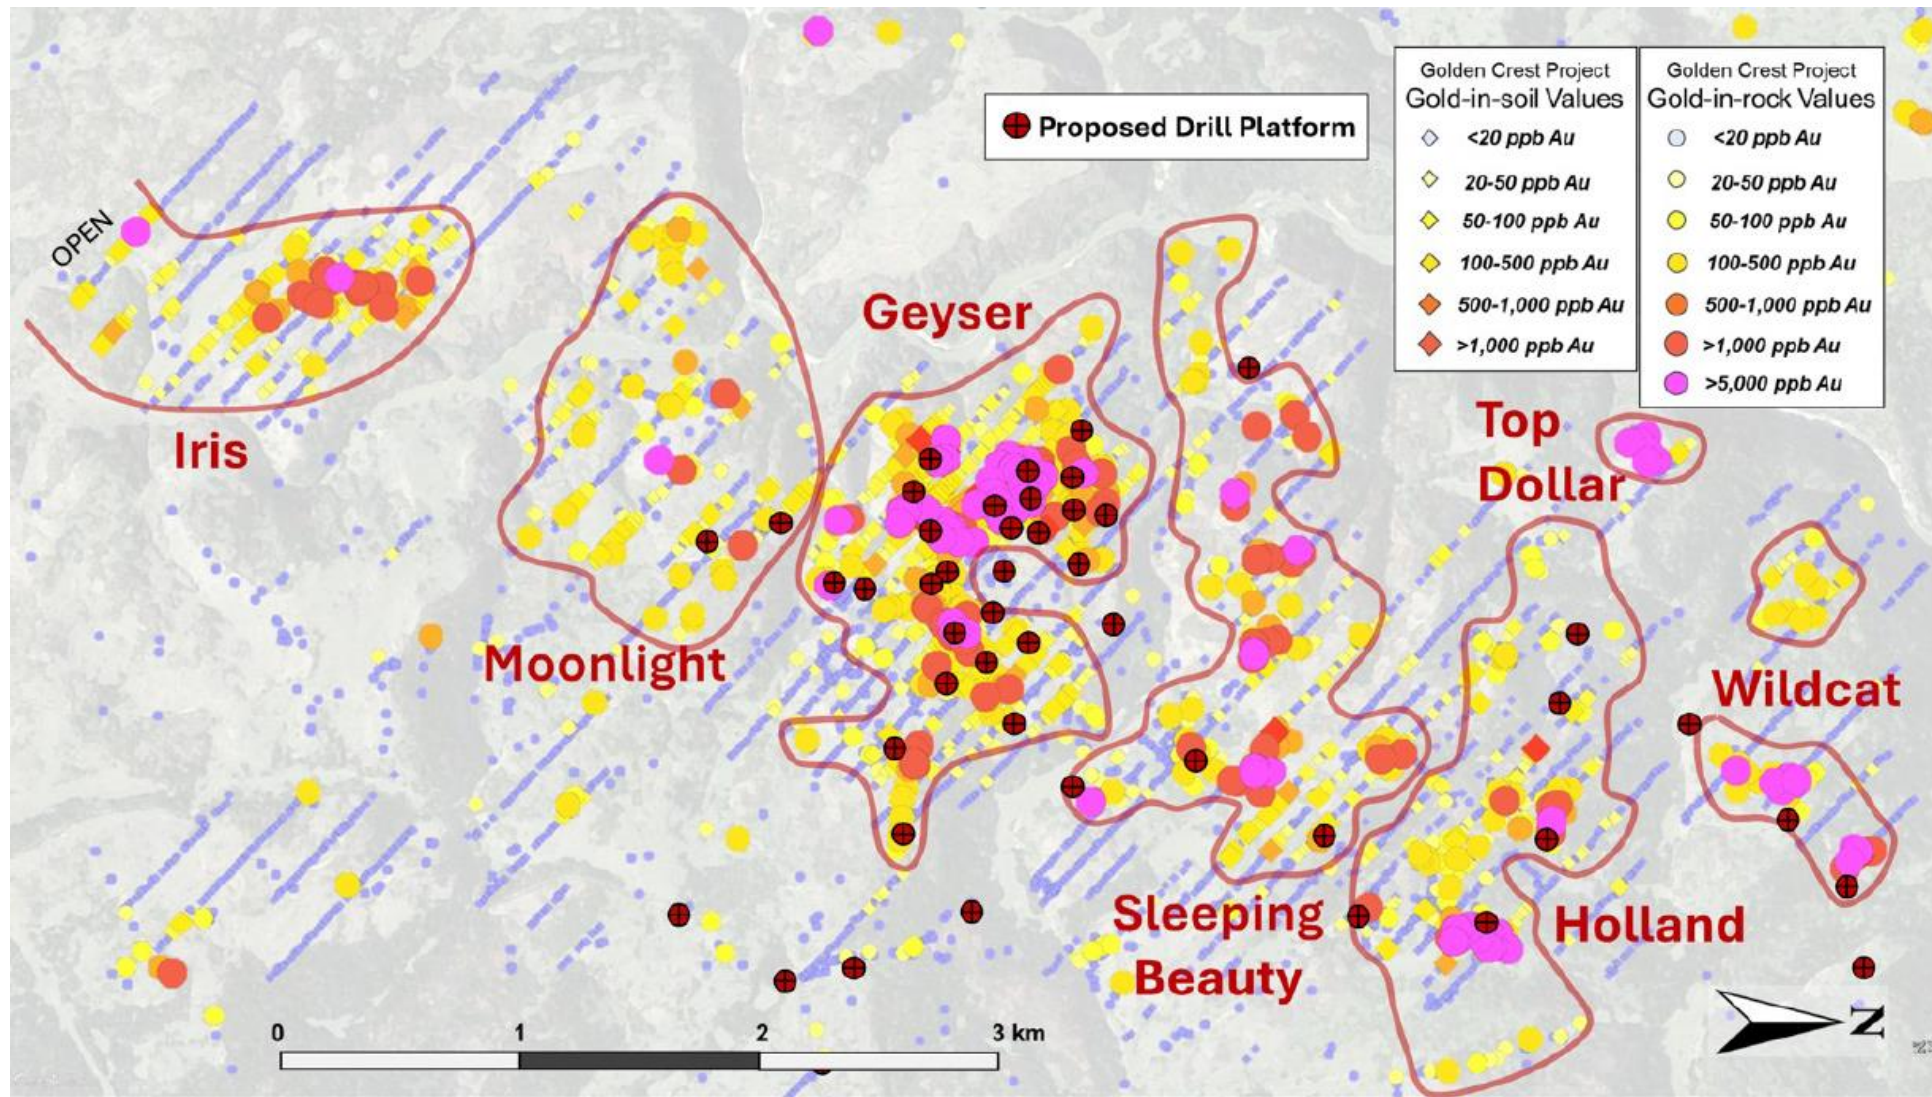 Golden Crest Project
Gold-in-soil Values
<20 ppb Au
20-50 ppb Au
50-100 ppb Au
100-500 ppb Au
500-1,000 ppb Au
>1,000 ppb Au
Golden Crest Project
Gold-in-rock Values
<20 ppb Au
20-50 ppb Au
50-100 ppb Au
100-500 ppb Au
500-1,000 ppb Au
>1,000 ppb Au
>5,000 ppb Au
Proposed Drill Platform
OPEN
Iris
Moonlight
Geyser
Top
Dollar
Wildcat
Sleeping
Beauty
Holland
0 1 2 3 km
N